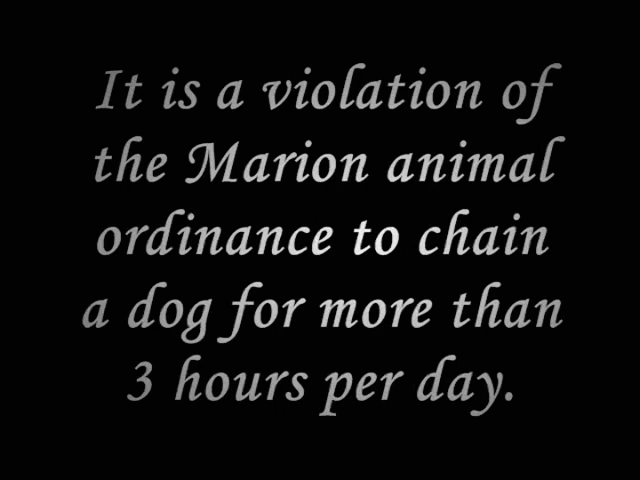 It is a violation of
the Marion animal
ordinance to chain
a dog for more than
3 hours per day.